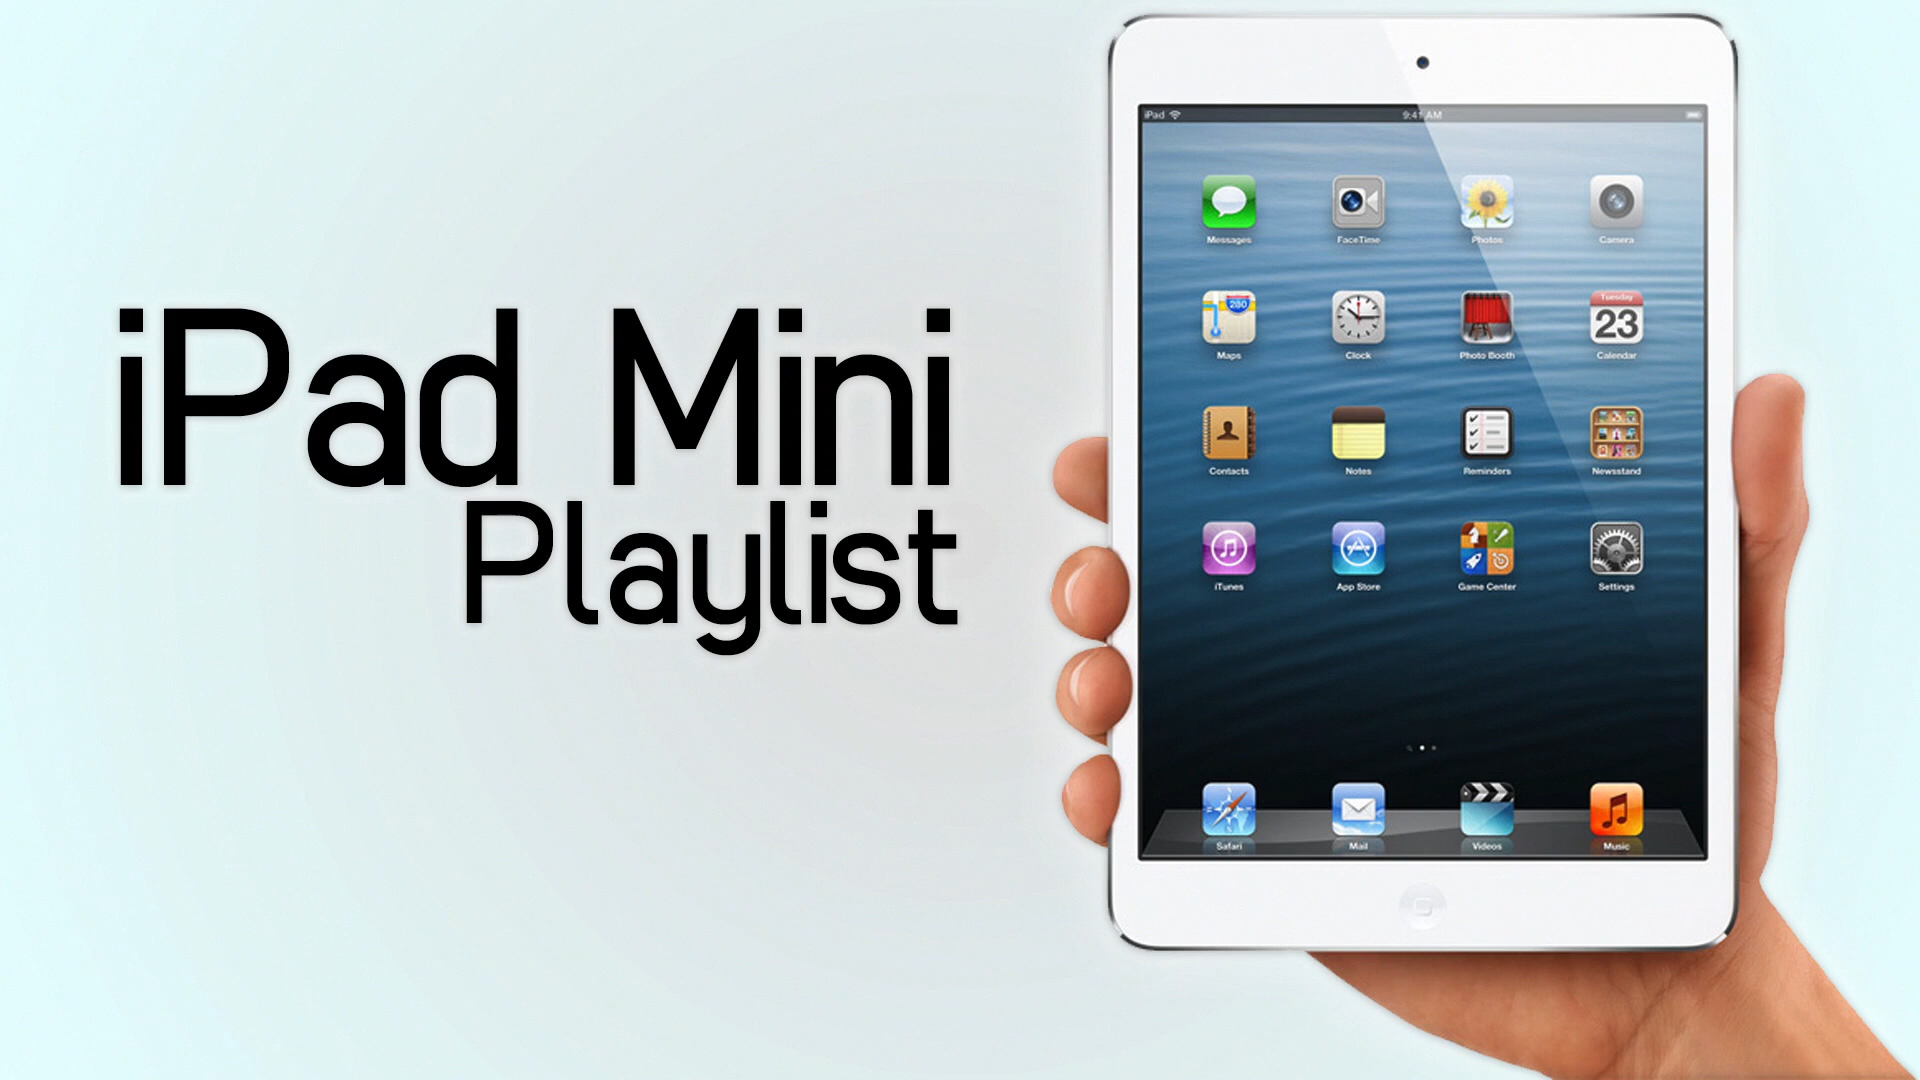 iPad Mini
Playlist
iPad 9:41 AM
Messages FaceTime Photos Camera
280 Tuesday
23
Maps Clock Photo Booth Calendar
Contacts Notes Reminders Newsstand
iTunes App Store Game Center Settings
Safari Mail Videos Music